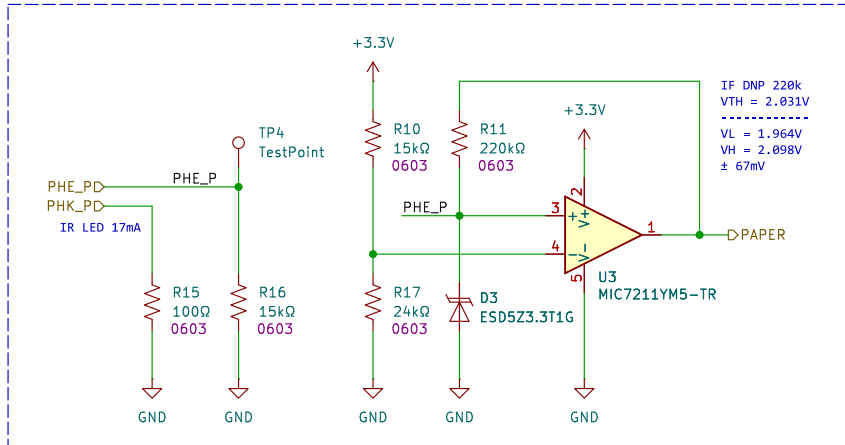 +3.3V
IF DNP 220k
VTH = 2.031V
------------
VL = 1.964V
VH = 2.098V
± 67mV
+3.3V
TP4
TestPoint
R10
15kΩ
0603
R11
220kΩ
0603
PHE_P
PHE_P
PHK_P
IR LED 17mA
PHE_P
2
3
+
V+
1
PAPER
4
-
V-
5
U3
MIC7211YM5-TR
R15
100Ω
0603
R16
15kΩ
0603
R17
24kΩ
0603
D3
ESD5Z3.3T1G
GND
GND
GND
GND
GND